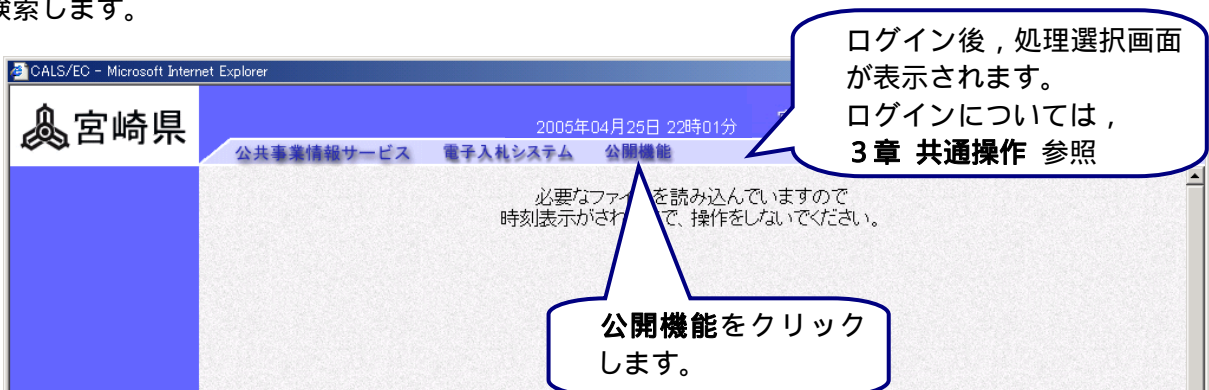 検索します。
CALS/EC - Microsoft Internet Explorer
ログイン後，処理選択画面
が表示されます。
ログインについては，
３章 共通操作 参照
宮崎県
2005年04月25日 22時01分
公共事業情報サービス 電子入札システム 公開機能
必要なファイ を読み込んでいますので
時刻表示がされ で、操作をしないでください。
公開機能をクリック
します。